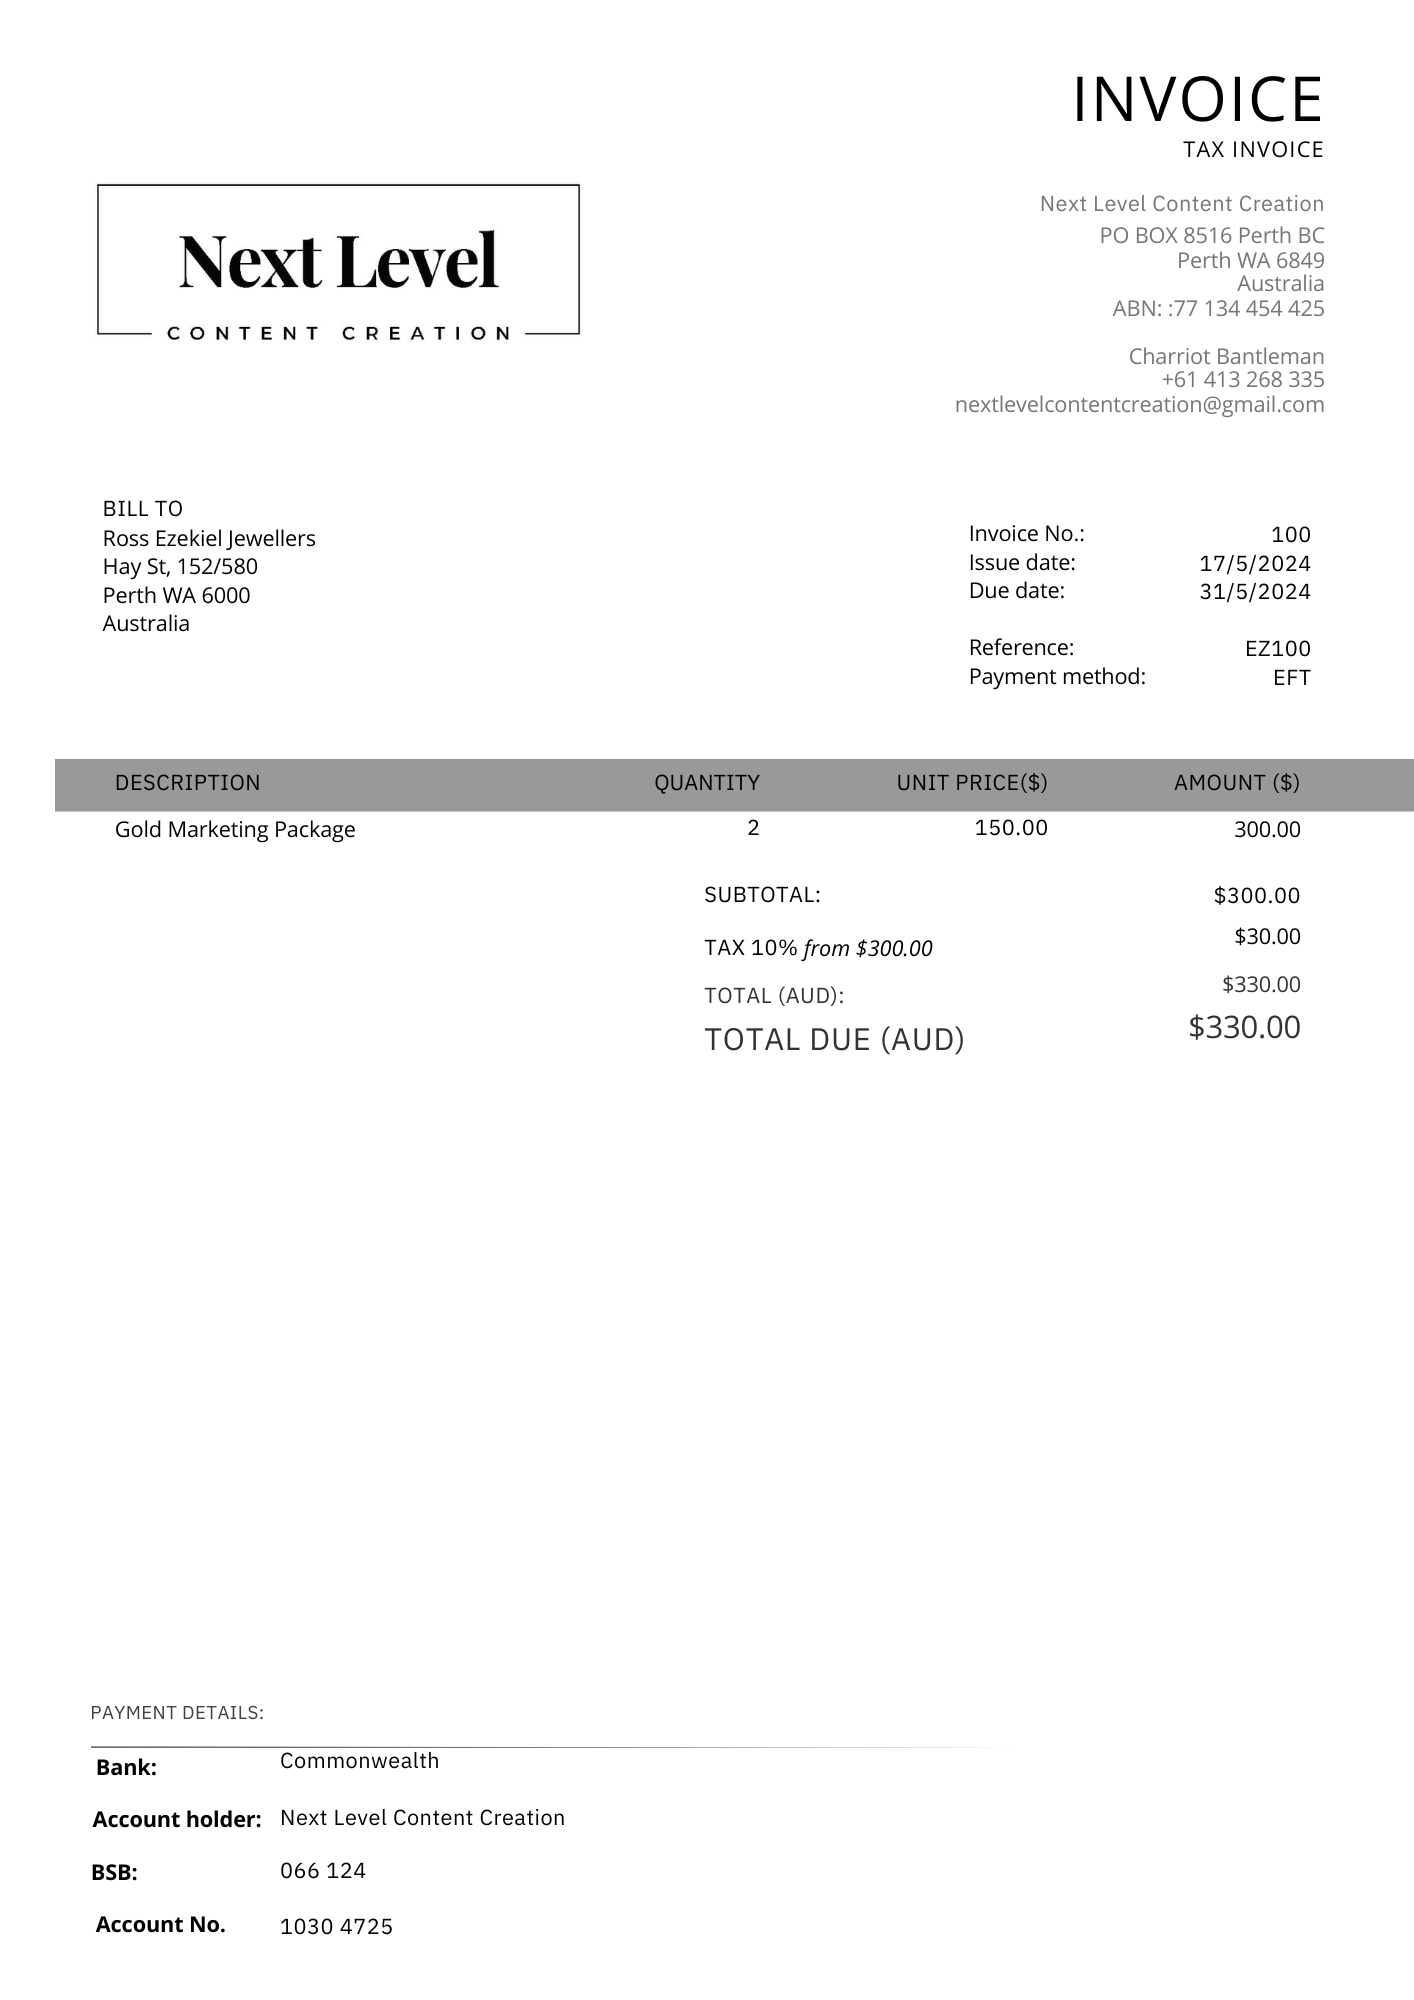 INVOICE
TAX INVOICE
Next Level
CONTENT CREATION
Next Level Content Creation
PO BOX 8516 Perth BC
Perth WA 6849
Australia
ABN: :77 134 454 425
Charriot Bantleman
+61 413 268 335
nextlevelcontentcreation@gmail.com
BILL TO
Ross Ezekiel Jewellers
Hay St, 152/580
Perth WA 6000
Australia
Invoice No.: 100
Issue date: 17/5/2024
Due date: 31/5/2024
Reference: EZ100
Payment method: EFT
DESCRIPTION QUANTITY UNIT PRICE($) AMOUNT ($)
Gold Marketing Package 2 150.00 300.00
SUBTOTAL: $300.00
TAX 10% from $300.00 $30.00
TOTAL (AUD): $330.00
TOTAL DUE (AUD) $330.00
PAYMENT DETAILS:
Bank: Commonwealth
Account holder: Next Level Content Creation
BSB: 066 124
Account No. 1030 4725